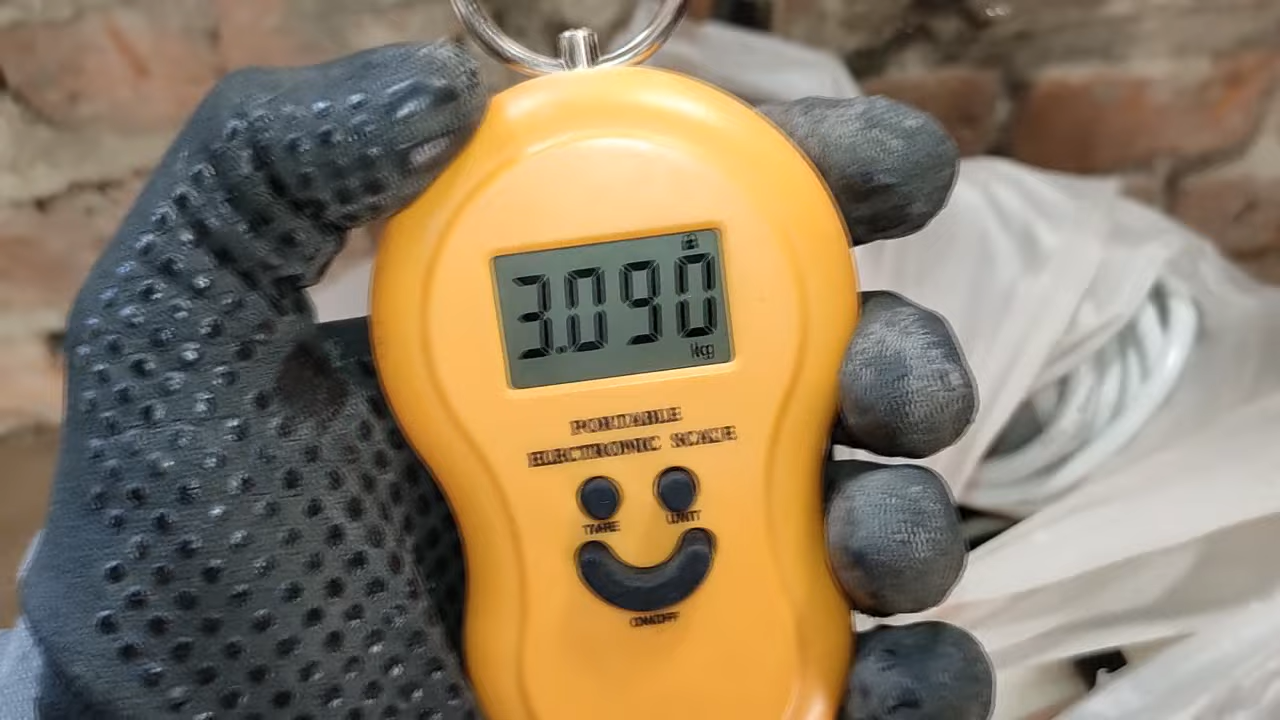 3.090
kg
PORTABLE
ELECTRONIC SCALE
TARE UNIT
ON/OFF